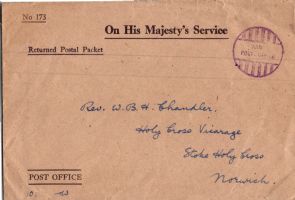 No 173
On His Majesty's Service
Returned Postal Packet
Rev. W. B. H. Chandler.
Holy Cross Vicarage
Stoke Holy Cross
Norwich.
POST OFFICE